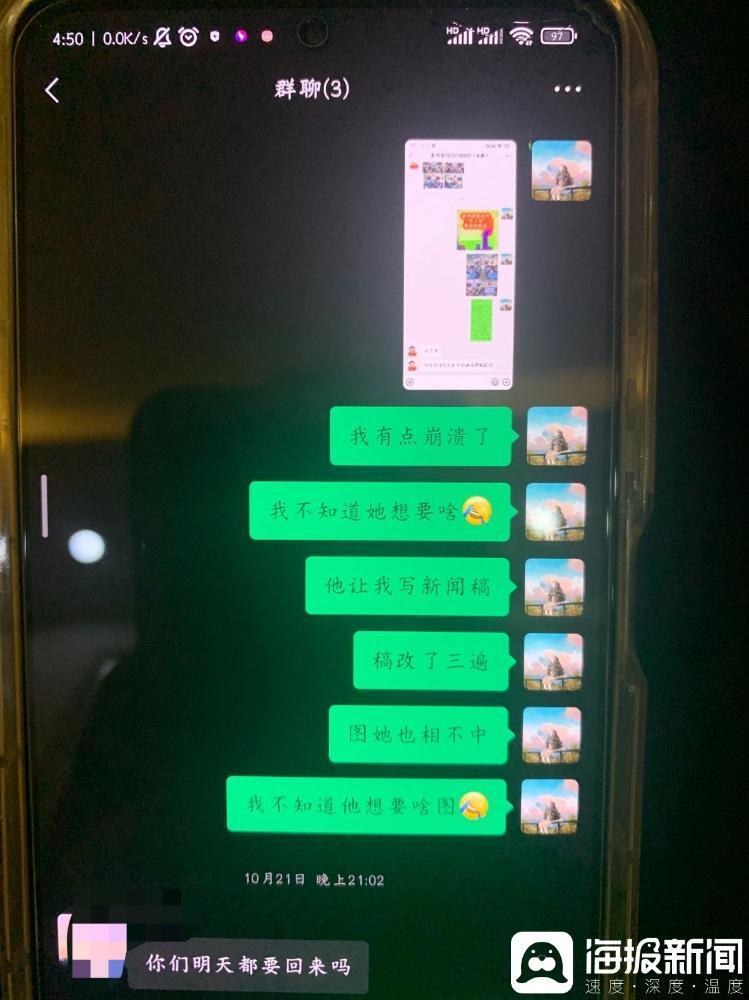 4:50 | 0.0K/s
HD HD 97
群聊(3)
我有点崩溃了
我不知道她想要啥😂
他让我写新闻稿
稿改了三遍
图她也相不中
我不知道他想要啥图😂
10月21日 晚上21:02
你们明天都要回来吗
海报新闻
速度·深度·温度